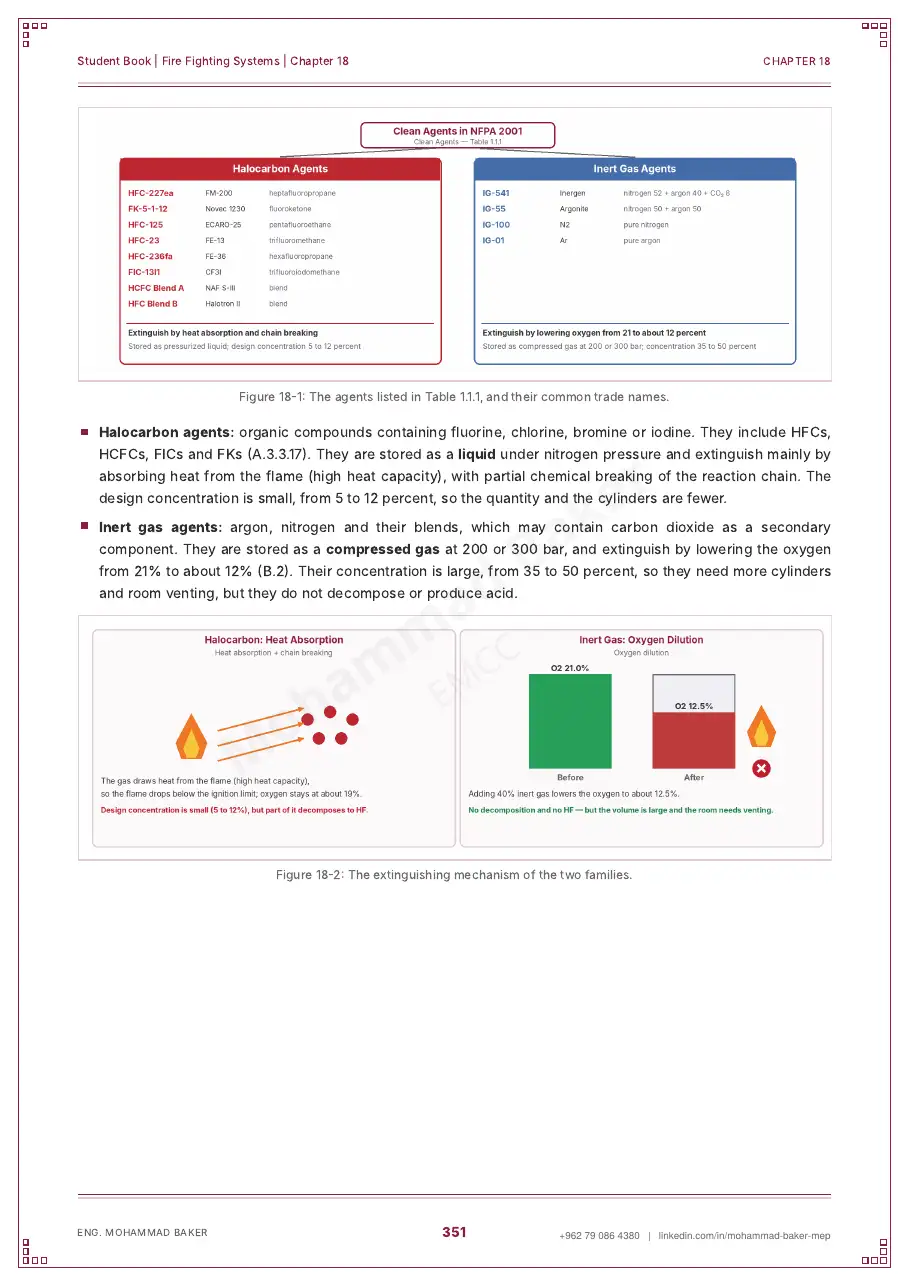 Student Book | Fire Fighting Systems | Chapter 18
CHAPTER 18
Clean Agents in NFPA 2001
Clean Agents — Table 1.1.1
Halocarbon Agents
HFC-227ea FM-200 heptafluoropropane
FK-5-1-12 Novec 1230 fluoroketone
HFC-125 ECARO-25 pentafluoroethane
HFC-23 FE-13 trifluoromethane
HFC-236fa FE-36 hexafluoropropane
FIC-13I1 CF3I trifluoroiodomethane
HCFC Blend A NAF S-III blend
HFC Blend B Halotron II blend
Extinguish by heat absorption and chain breaking
Stored as pressurized liquid; design concentration 5 to 12 percent
Inert Gas Agents
IG-541 Inergen nitrogen 52 + argon 40 + CO₂ 8
IG-55 Argonite nitrogen 50 + argon 50
IG-100 N2 pure nitrogen
IG-01 Ar pure argon
Extinguish by lowering oxygen from 21 to about 12 percent
Stored as compressed gas at 200 or 300 bar; concentration 35 to 50 percent
Figure 18-1: The agents listed in Table 1.1.1, and their common trade names.
Halocarbon agents: organic compounds containing fluorine, chlorine, bromine or iodine. They include HFCs,
HCFCs, FICs and FKs (A.3.3.17). They are stored as a liquid under nitrogen pressure and extinguish mainly by
absorbing heat from the flame (high heat capacity), with partial chemical breaking of the reaction chain. The
design concentration is small, from 5 to 12 percent, so the quantity and the cylinders are fewer.
Inert gas agents: argon, nitrogen and their blends, which may contain carbon dioxide as a secondary
component. They are stored as a compressed gas at 200 or 300 bar, and extinguish by lowering the oxygen
from 21% to about 12% (B.2). Their concentration is large, from 35 to 50 percent, so they need more cylinders
and room venting, but they do not decompose or produce acid.
Halocarbon: Heat Absorption
Heat absorption + chain breaking
The gas draws heat from the flame (high heat capacity),
so the flame drops below the ignition limit; oxygen stays at about 19%.
Design concentration is small (5 to 12%), but part of it decomposes to HF.
Inert Gas: Oxygen Dilution
Oxygen dilution
O2 21.0%
O2 12.5%
Before After
Adding 40% inert gas lowers the oxygen to about 12.5%.
No decomposition and no HF — but the volume is large and the room needs venting.
Figure 18-2: The extinguishing mechanism of the two families.
EMCC
ENG. MOHAMMAD BAKER
351
+962 79 086 4380 | linkedin.com/in/mohammad-baker-mep